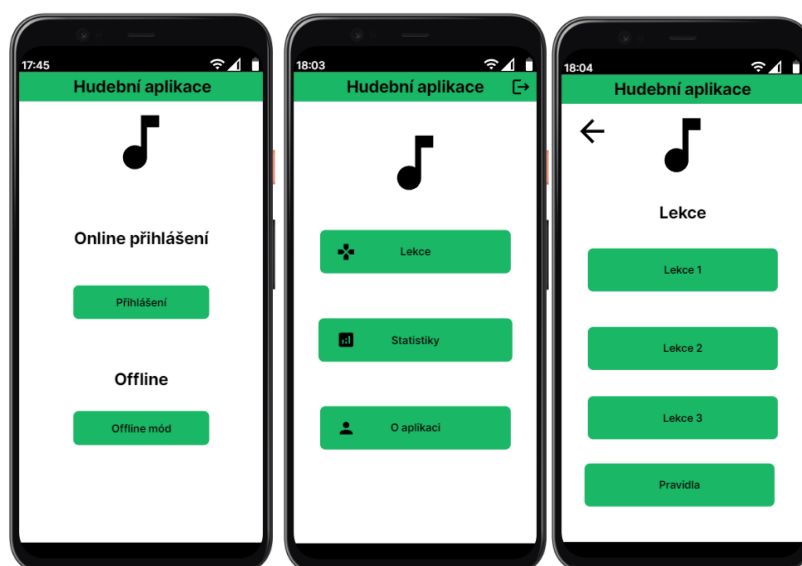 17:45
Hudební aplikace
Online přihlášení
Přihlášení
Offline
Offline mód
18:03
Hudební aplikace
Lekce
Statistiky
O aplikaci
18:04
Hudební aplikace
Lekce
Lekce 1
Lekce 2
Lekce 3
Pravidla